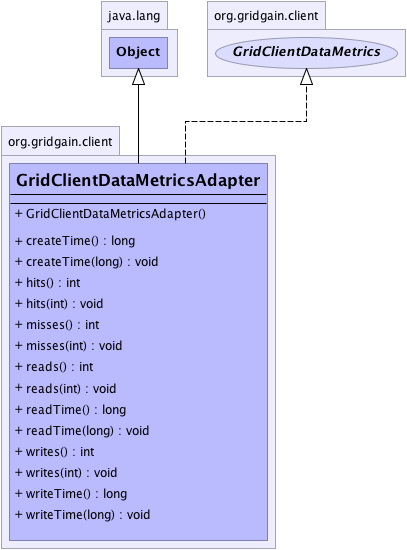 java.lang
org.gridgain.client
Object
GridClientDataMetrics
org.gridgain.client
GridClientDataMetricsAdapter
+ GridClientDataMetricsAdapter()
+ createTime() : long
+ createTime(long) : void
+ hits() : int
+ hits(int) : void
+ misses() : int
+ misses(int) : void
+ reads() : int
+ reads(int) : void
+ readTime() : long
+ readTime(long) : void
+ writes() : int
+ writes(int) : void
+ writeTime() : long
+ writeTime(long) : void